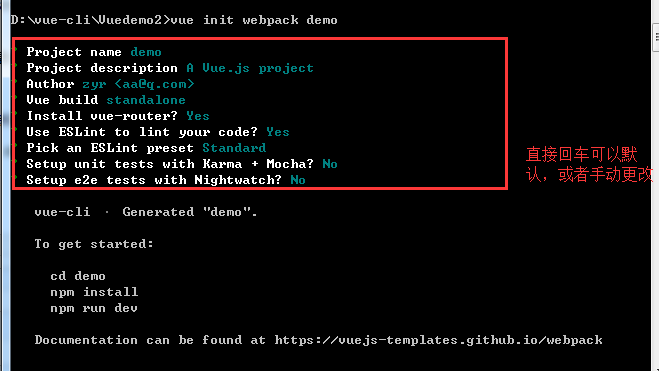 D:\vue-cli\Vuedemo2>vue init webpack demo
? Project name demo
? Project description A Vue.js project
? Author zyr <aa@q.com>
? Vue build standalone
? Install vue-router? Yes
? Use ESLint to lint your code? Yes
? Pick an ESLint preset Standard
? Setup unit tests with Karma + Mocha? No
? Setup e2e tests with Nightwatch? No
直接回车可以默
认，或者手动更改
vue-cli · Generated "demo".
To get started:
cd demo
npm install
npm run dev
Documentation can be found at https://vuejs-templates.github.io/webpack